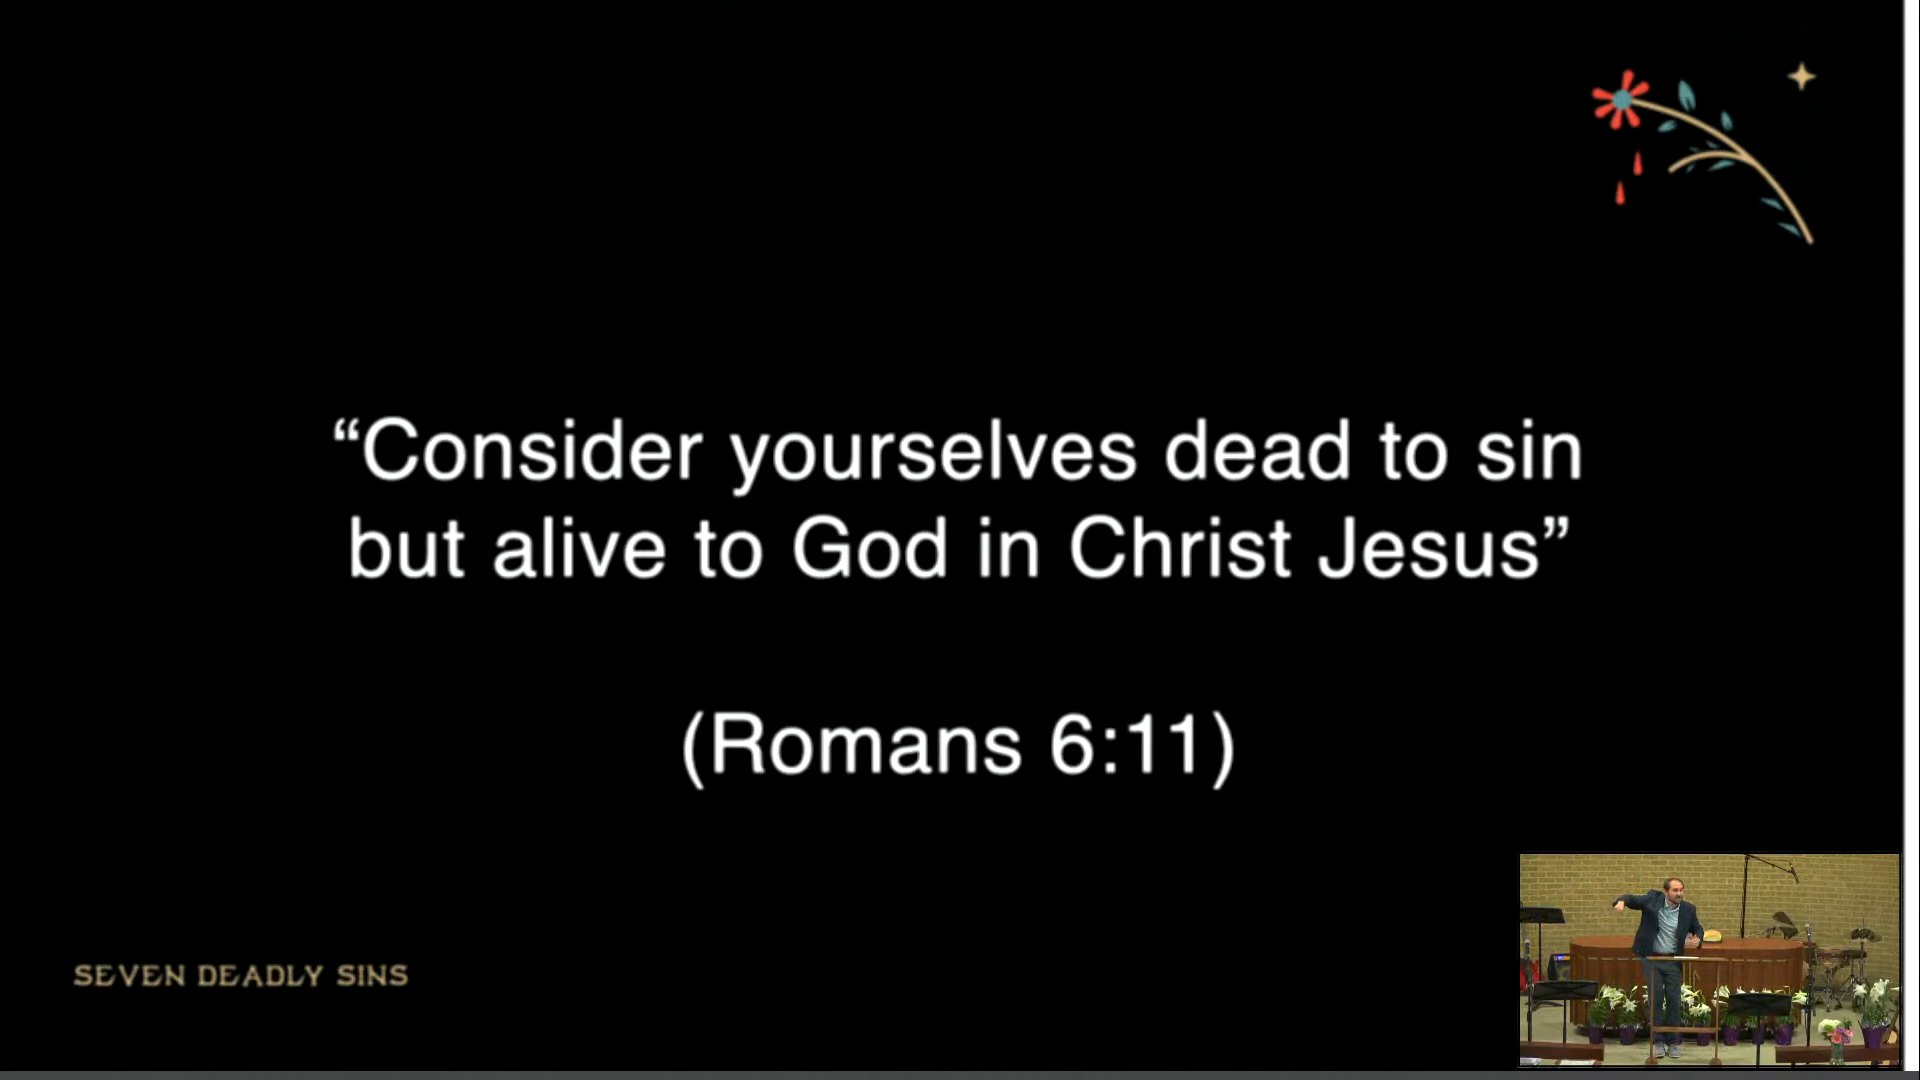 “Consider yourselves dead to sin
but alive to God in Christ Jesus”
(Romans 6:11)
SEVEN DEADLY SINS